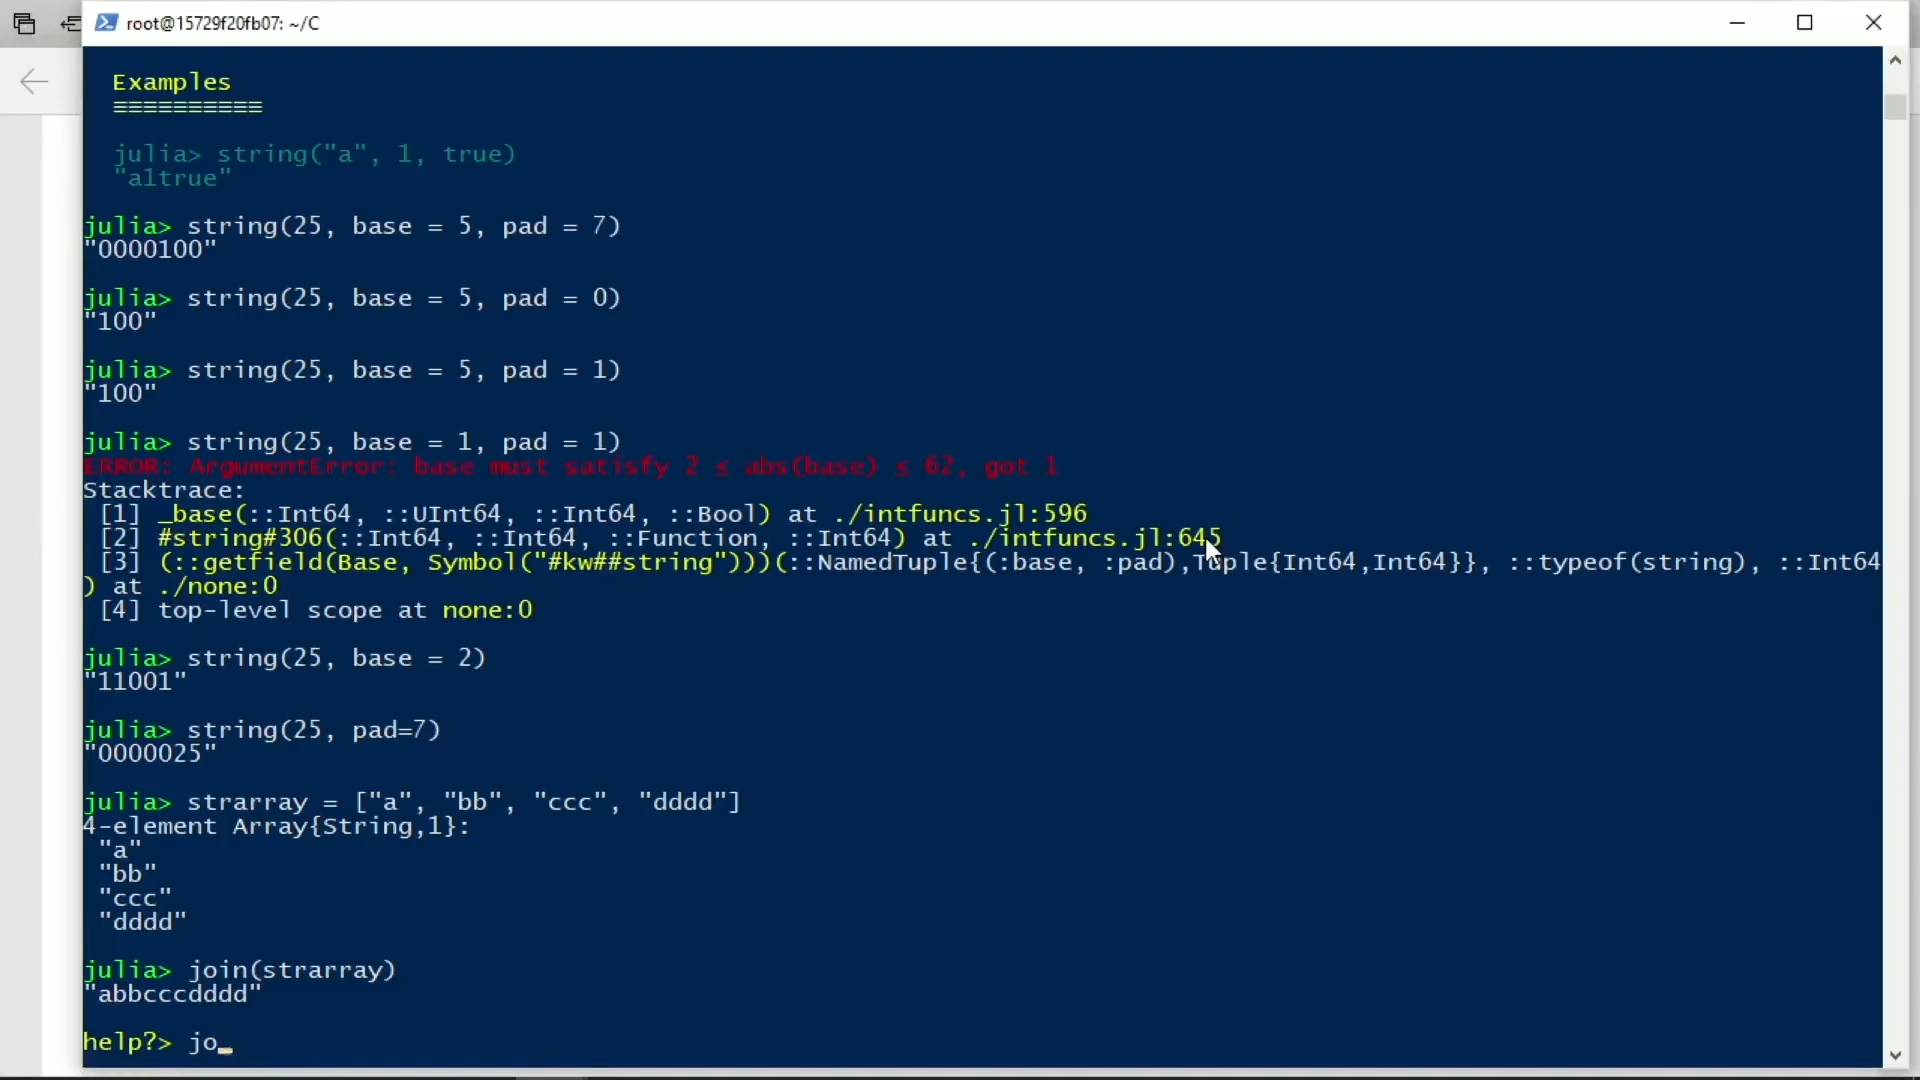 root@15729f20fb07: ~/C
Examples
==========
julia> string("a", 1, true)
"a1true"
julia> string(25, base = 5, pad = 7)
"0000100"
julia> string(25, base = 5, pad = 0)
"100"
julia> string(25, base = 5, pad = 1)
"100"
julia> string(25, base = 1, pad = 1)
ERROR: ArgumentError: base must satisfy 2 ≤ abs(base) ≤ 62, got 1
Stacktrace:
[1] _base(::Int64, ::UInt64, ::Int64, ::Bool) at ./intfuncs.jl:596
[2] #string#306(::Int64, ::Int64, ::Function, ::Int64) at ./intfuncs.jl:645
[3] (::getfield(Base, Symbol("#kw##string")))(::NamedTuple{(:base, :pad),Tuple{Int64,Int64}}, ::typeof(string), ::Int64
) at ./none:0
[4] top-level scope at none:0
julia> string(25, base = 2)
"11001"
julia> string(25, pad=7)
"0000025"
julia> strarray = ["a", "bb", "ccc", "dddd"]
4-element Array{String,1}:
"a"
"bb"
"ccc"
"dddd"
julia> join(strarray)
"abbcccdddd"
help?> jo